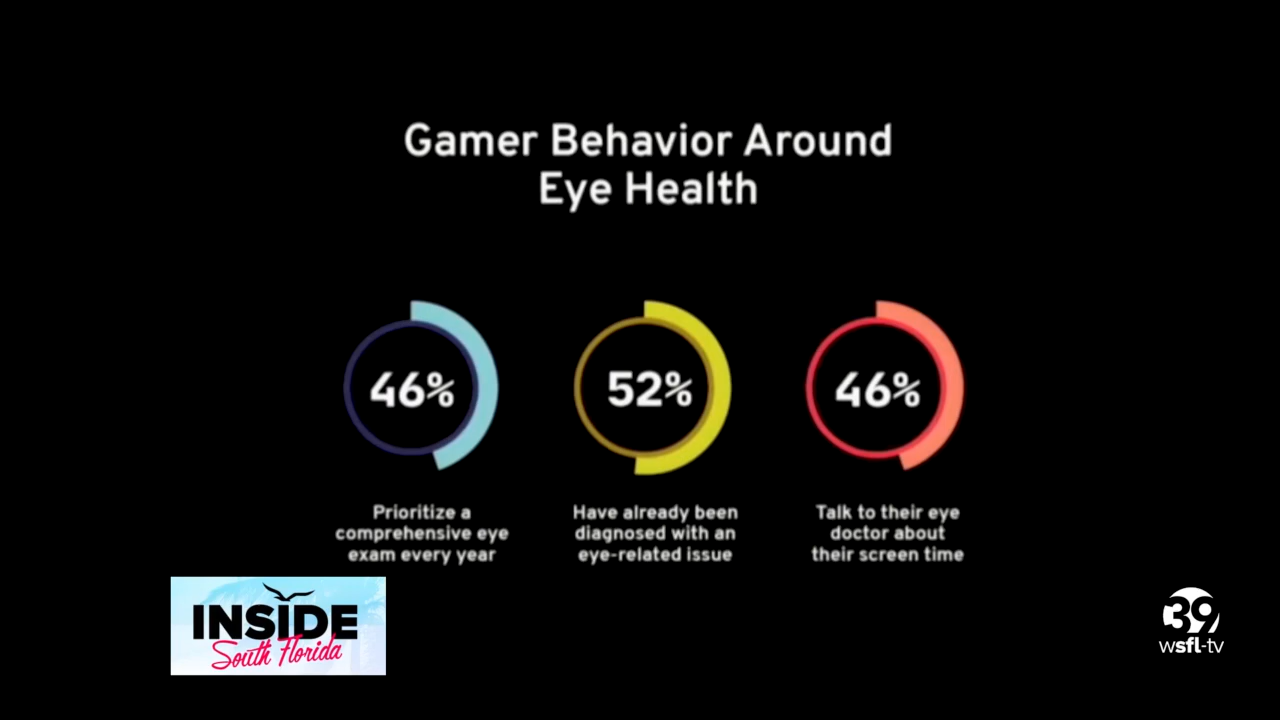 Gamer Behavior Around
Eye Health
46%
52%
46%
Prioritize a
comprehensive eye
exam every year
Have already been
diagnosed with an
eye-related issue
Talk to their eye
doctor about
their screen time
INSIDE
South Florida
39
wsfl-tv